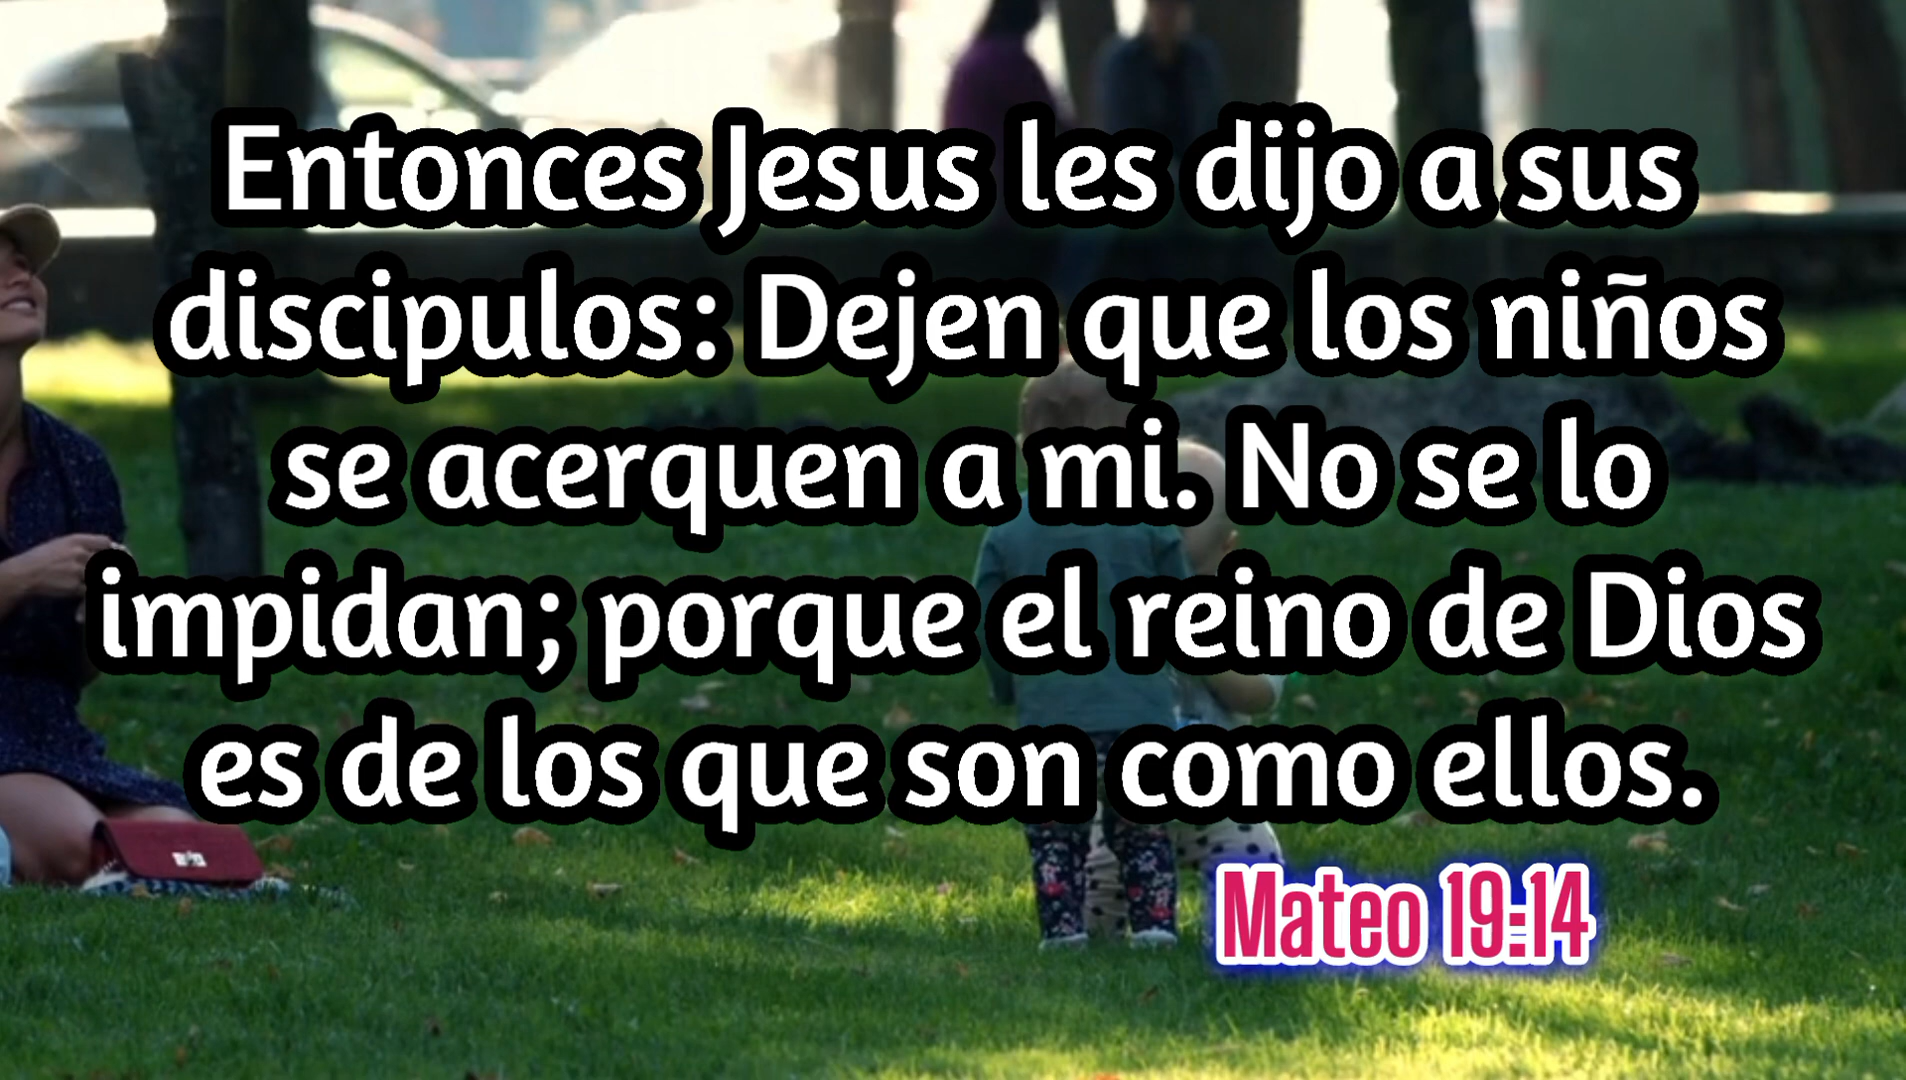 Entonces Jesus les dijo a sus
discipulos: Dejen que los niños
se acerquen a mi. No se lo
impidan; porque el reino de Dios
es de los que son como ellos.
Mateo 19:14